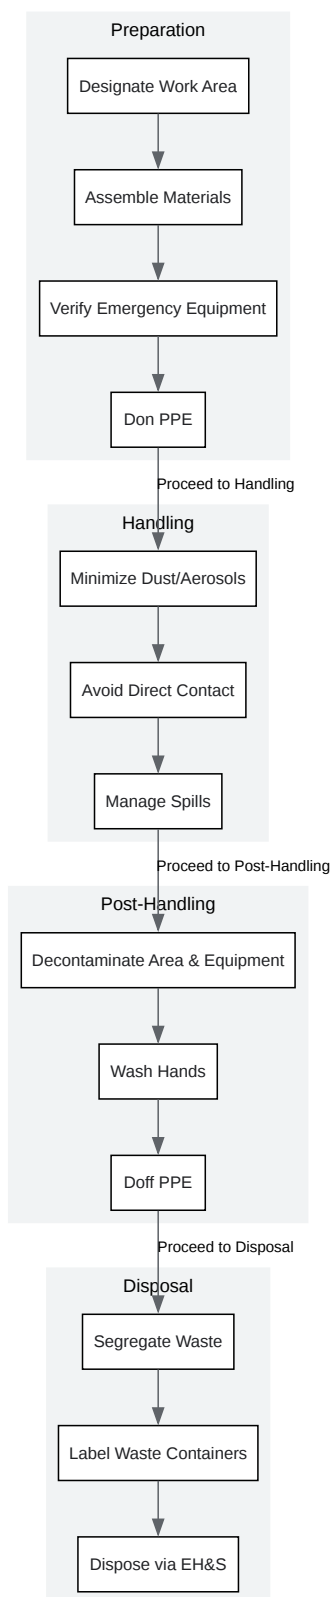 Preparation
Designate Work Area
Assemble Materials
Verify Emergency Equipment
Don PPE
Proceed to Handling
Handling
Minimize Dust/Aerosols
Avoid Direct Contact
Manage Spills
Proceed to Post-Handling
Post-Handling
Decontaminate Area & Equipment
Wash Hands
Doff PPE
Proceed to Disposal
Disposal
Segregate Waste
Label Waste Containers
Dispose via EH&S